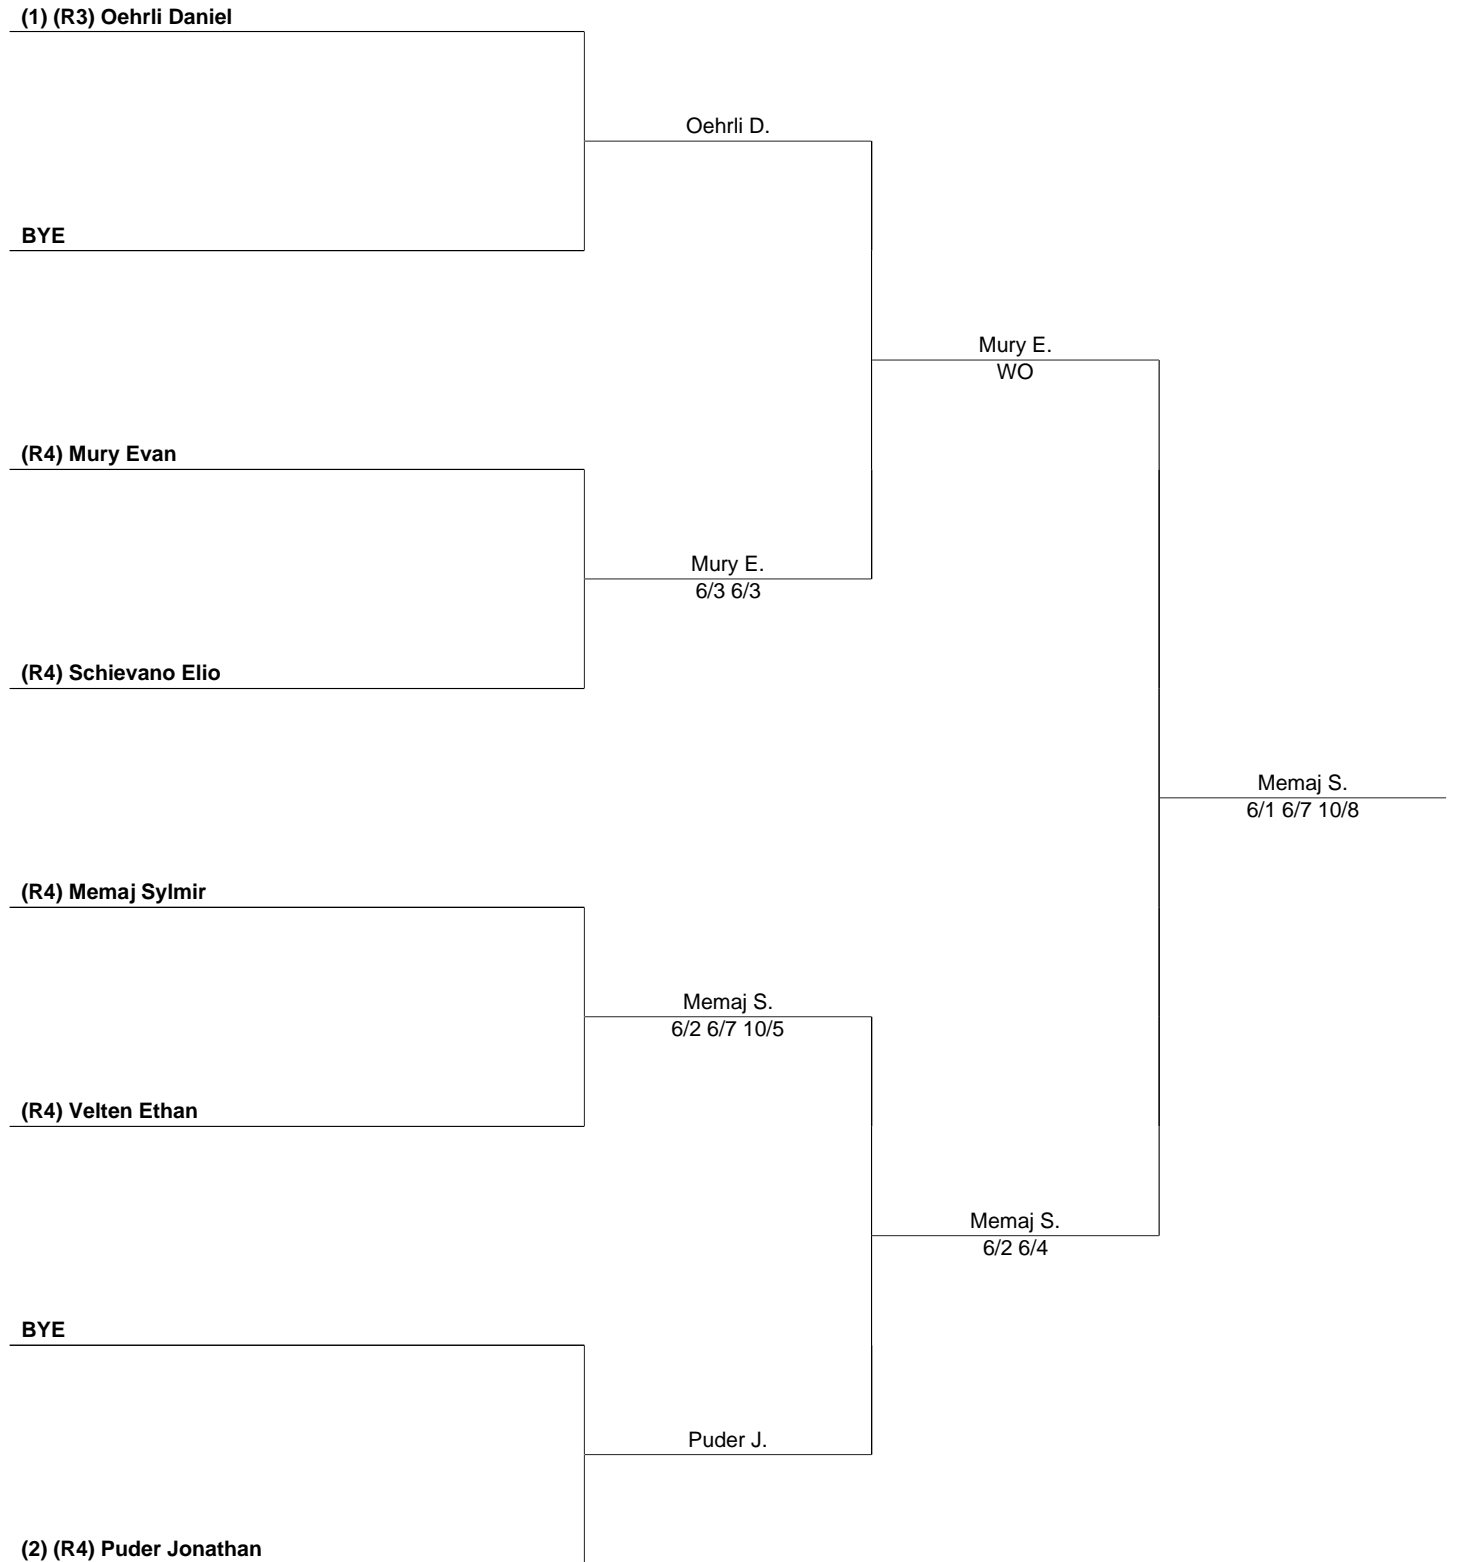 (1) (R3) Oehrli Daniel
Oehrli D.
BYE
Mury E.
WO
(R4) Mury Evan
Mury E.
6/3 6/3
(R4) Schievano Elio
Memaj S.
6/1 6/7 10/8
(R4) Memaj Sylmir
Memaj S.
6/2 6/7 10/5
(R4) Velten Ethan
Memaj S.
6/2 6/4
BYE
Puder J.
(2) (R4) Puder Jonathan